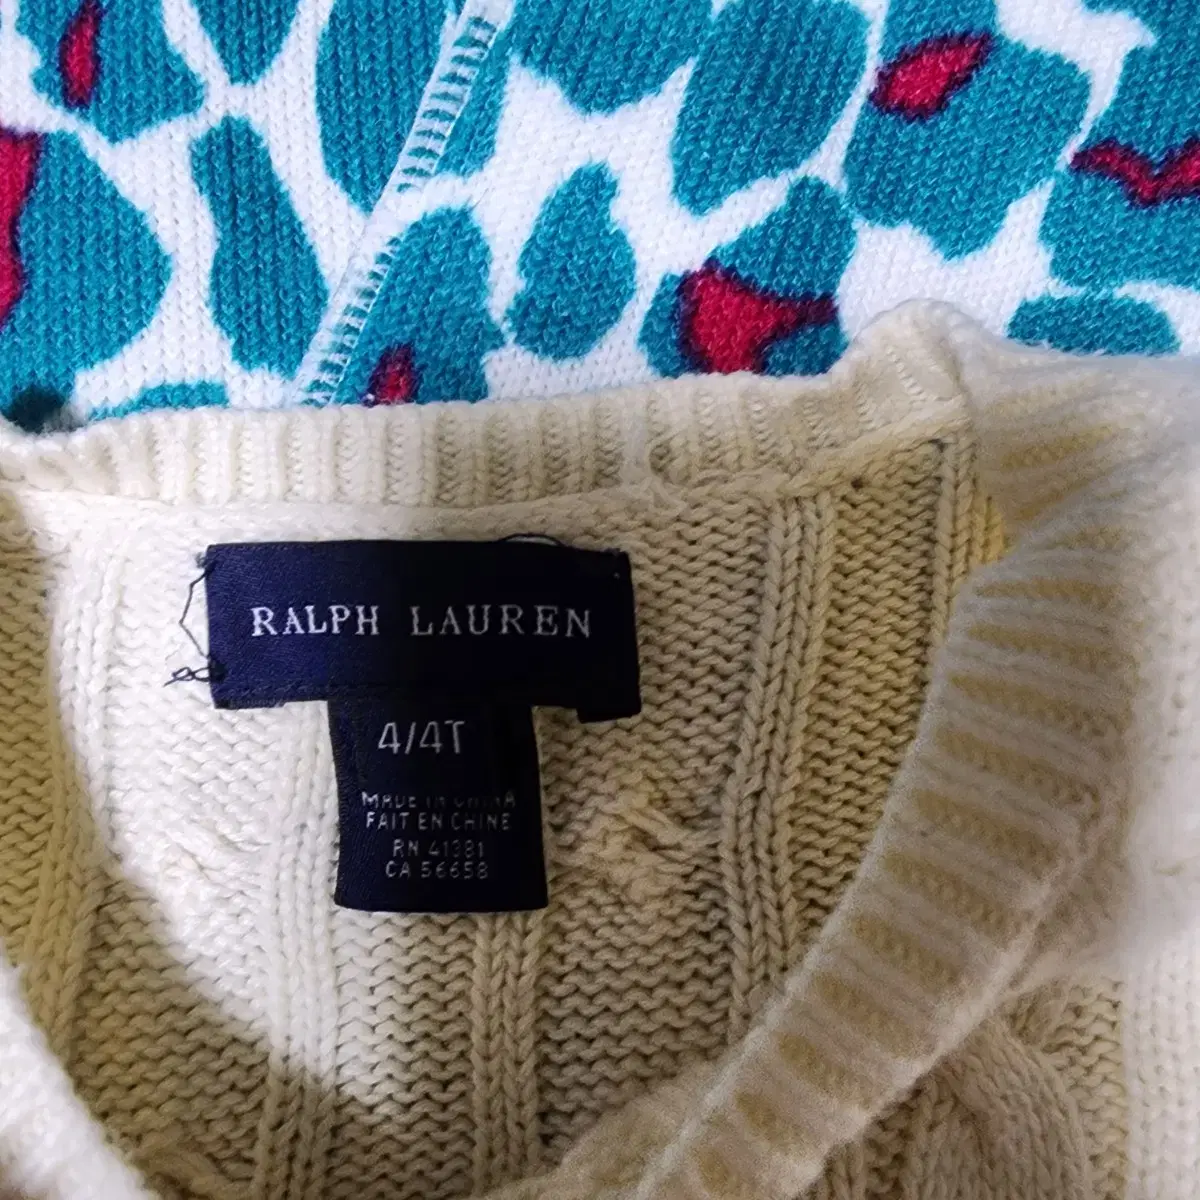 RALPH LAUREN
4/4T
MADE IN CHINA
FAIT EN CHINE
RN 41381
CA 56658